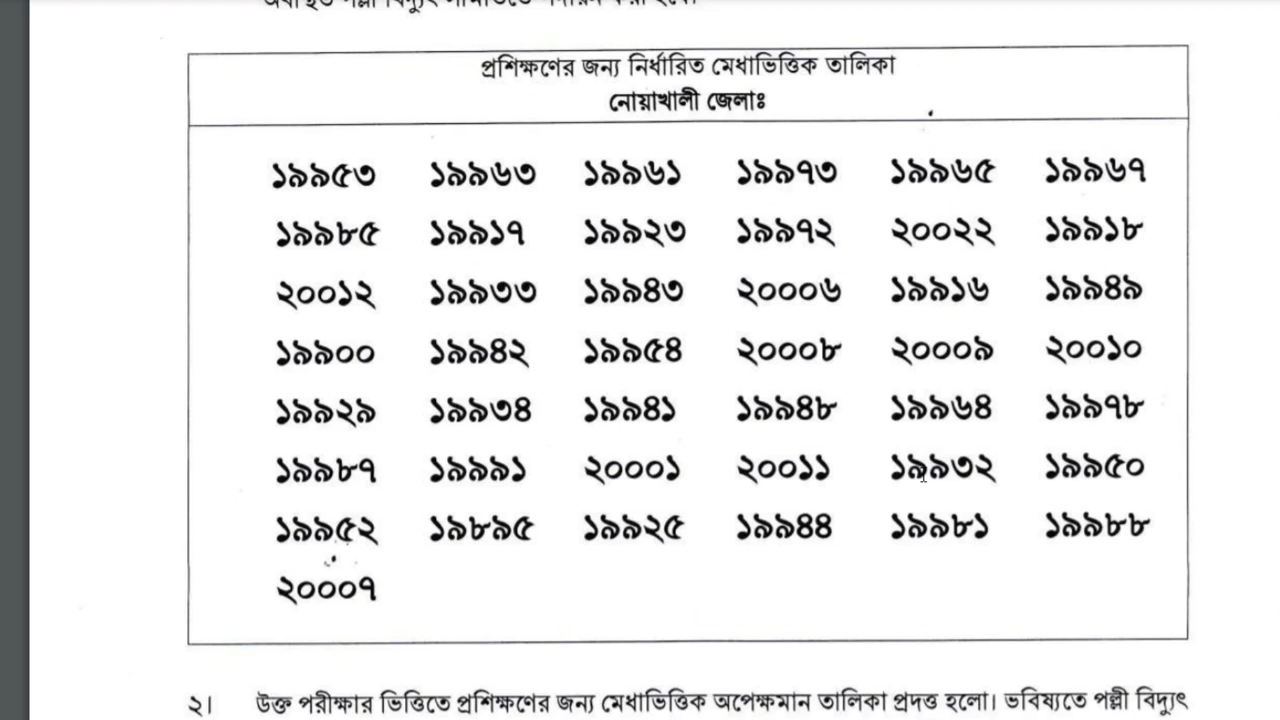 প্রশিক্ষণের জন্য নির্ধারিত মেধাভিত্তিক তালিকা
নোয়াখালী জেলাঃ
১৯৯৫৩ ১৯৯৬৩ ১৯৯৬১ ১৯৯৭৩ ১৯৯৬৫ ১৯৯৬৭
১৯৯৮৫ ১৯৯১৭ ১৯৯২৩ ১৯৯৭২ ২০০২২ ১৯৯১৮
২০০১২ ১৯৯৩৩ ১৯৯৪৩ ২০০০৬ ১৯৯১৬ ১৯৯৪৯
১৯৯০০ ১৯৯৪২ ১৯৯৫৪ ২০০০৮ ২০০০৯ ২০০১০
১৯৯২৯ ১৯৯৩৪ ১৯৯৪১ ১৯৯৪৮ ১৯৯৬৪ ১৯৯৭৮
১৯৯৮৭ ১৯৯৯১ ২০০০১ ২০০১১ ১৯৯৩২ ১৯৯৫০
১৯৯৫২ ১৯৮৯৫ ১৯৯২৫ ১৯৯৪৪ ১৯৯৮১ ১৯৯৮৮
২০০০৭
২। উক্ত পরীক্ষার ভিত্তিতে প্রশিক্ষণের জন্য মেধাভিত্তিক অপেক্ষমান তালিকা প্রদত্ত হলো। ভবিষ্যতে পল্লী বিদ্যুৎ